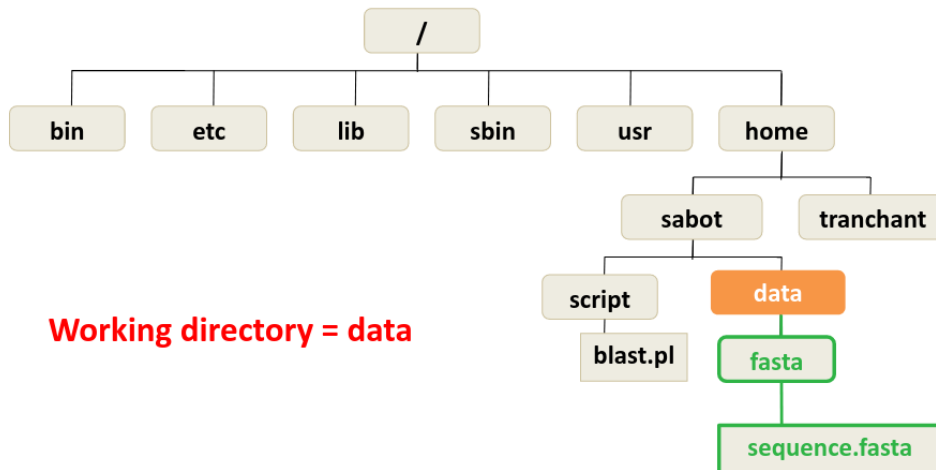 /
bin
etc
lib
sbin
usr
home
sabot
tranchant
script
data
Working directory = data
blast.pl
fasta
sequence.fasta